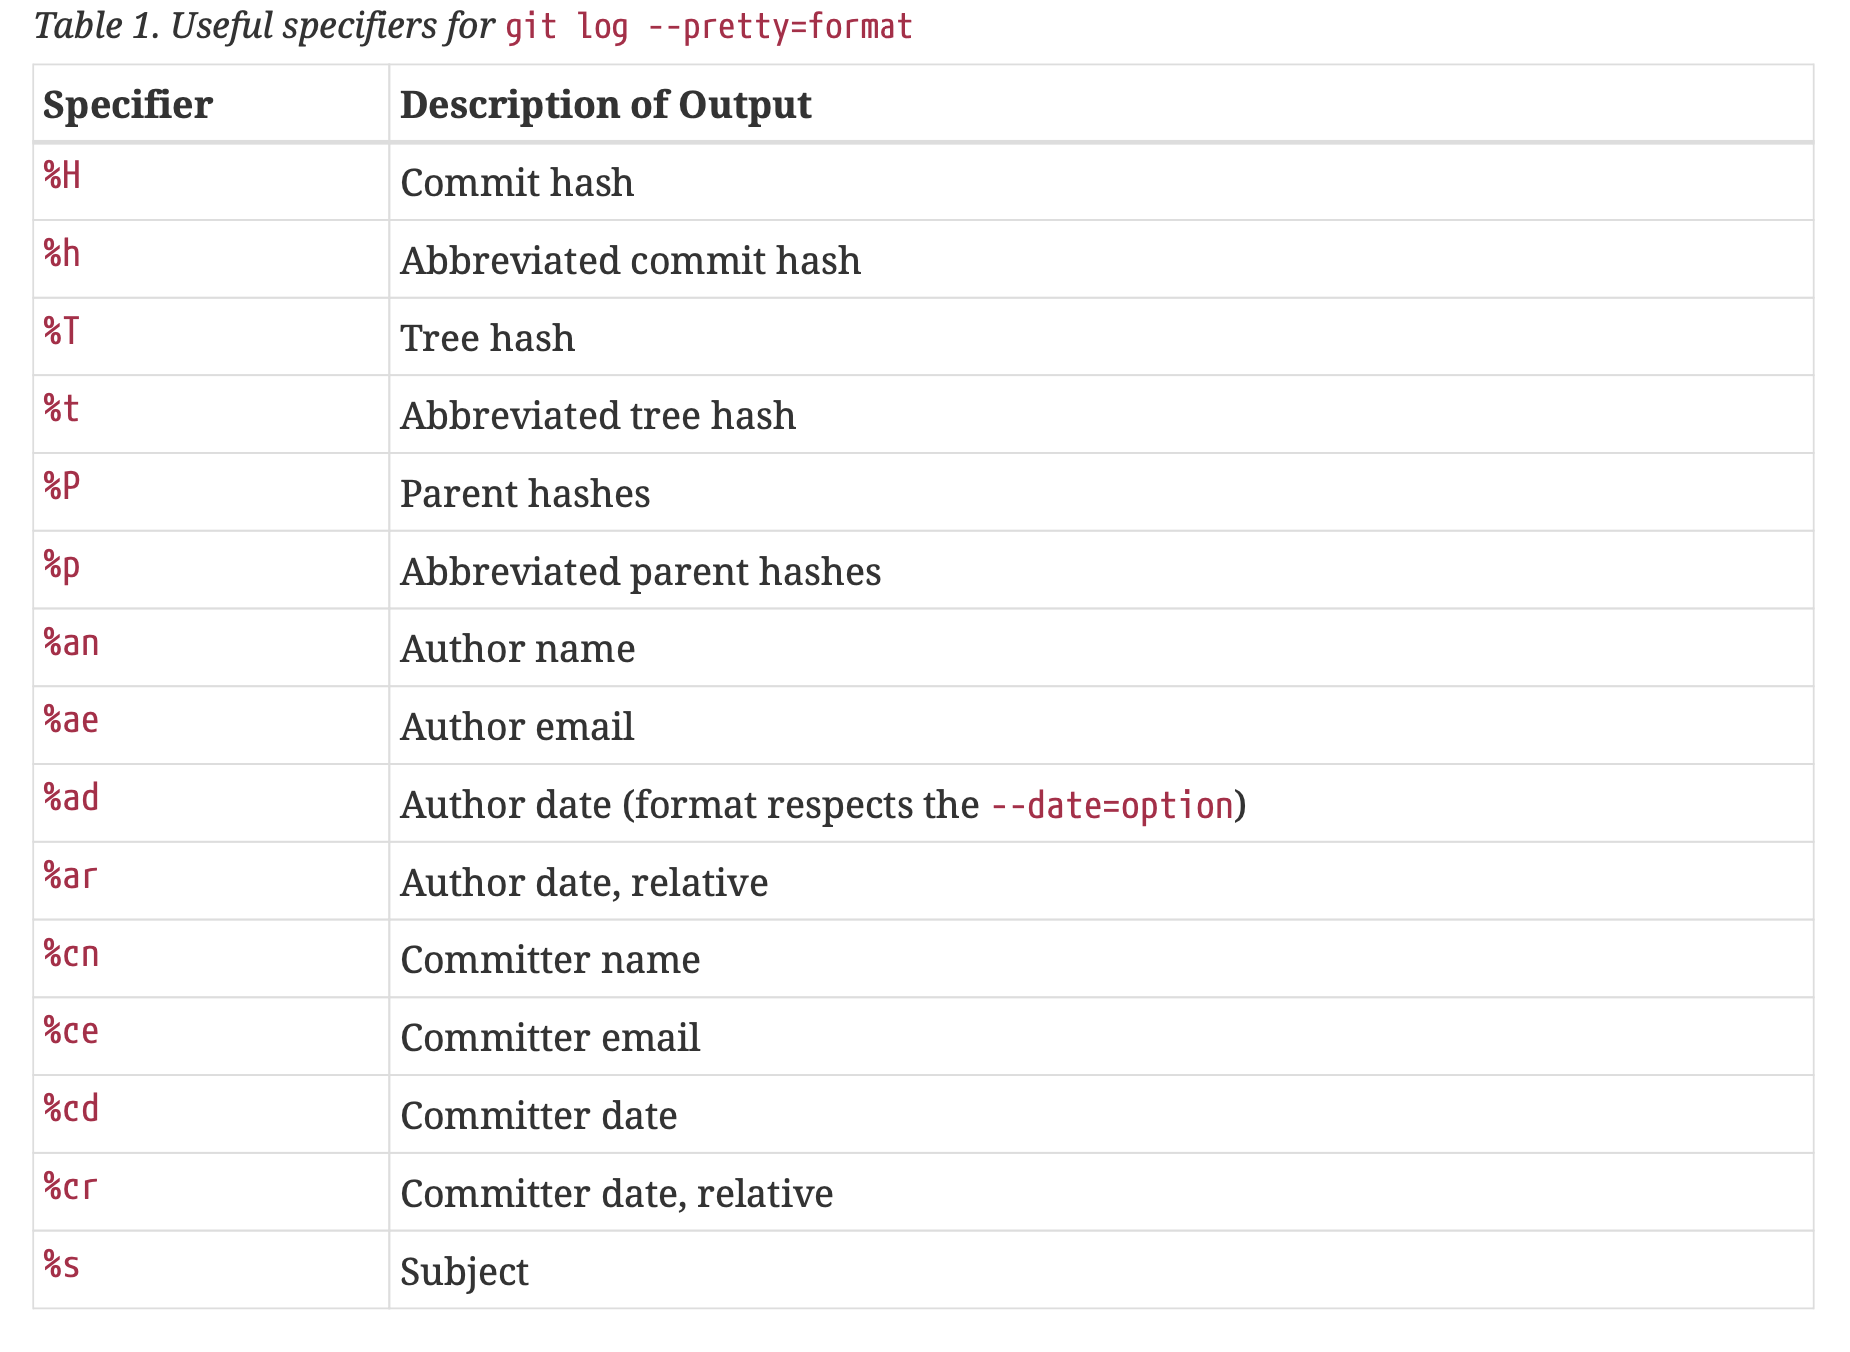 Table 1. Useful specifiers for git log --pretty=format
Specifier Description of Output
%H Commit hash
%h Abbreviated commit hash
%T Tree hash
%t Abbreviated tree hash
%P Parent hashes
%p Abbreviated parent hashes
%an Author name
%ae Author email
%ad Author date (format respects the --date=option)
%ar Author date, relative
%cn Committer name
%ce Committer email
%cd Committer date
%cr Committer date, relative
%s Subject